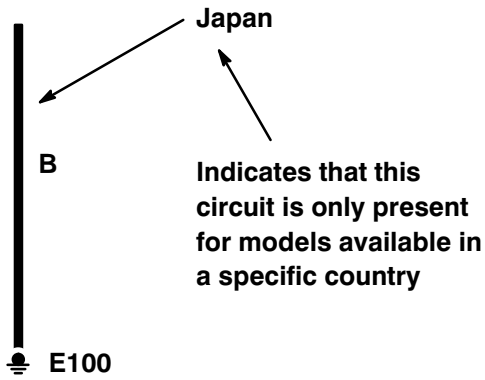 Japan
B
Indicates that this
circuit is only present
for models available in
a specific country
E100